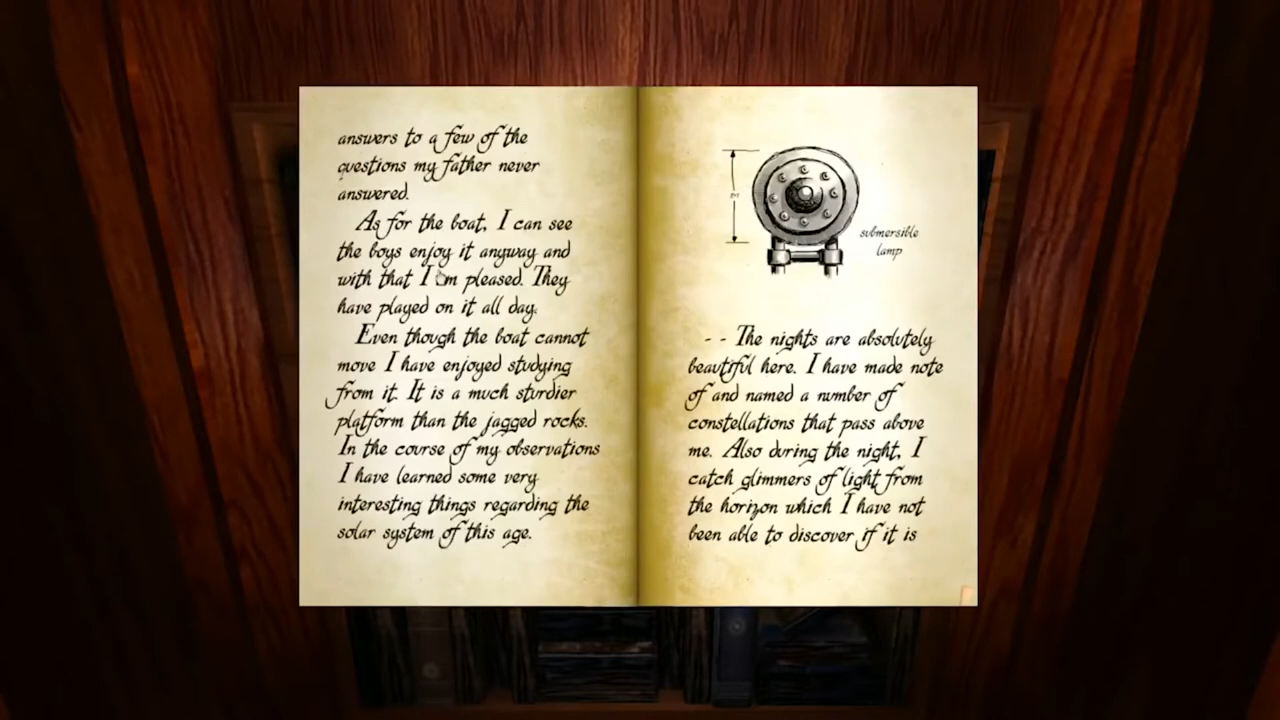 answers to a few of the
questions my father never
answered.
As for the boat, I can see
the boys enjoy it anyway and
with that I am pleased. They
have played on it all day.
Even though the boat cannot
move I have enjoyed studying
from it. It is a much sturdier
platform than the jagged rocks.
In the course of my observations
I have learned some very
interesting things regarding the
solar system of this age.
submersible
lamp
- - The nights are absolutely
beautiful here. I have made note
of and named a number of
constellations that pass above
me. Also during the night, I
catch glimmers of light from
the horizon which I have not
been able to discover if it is